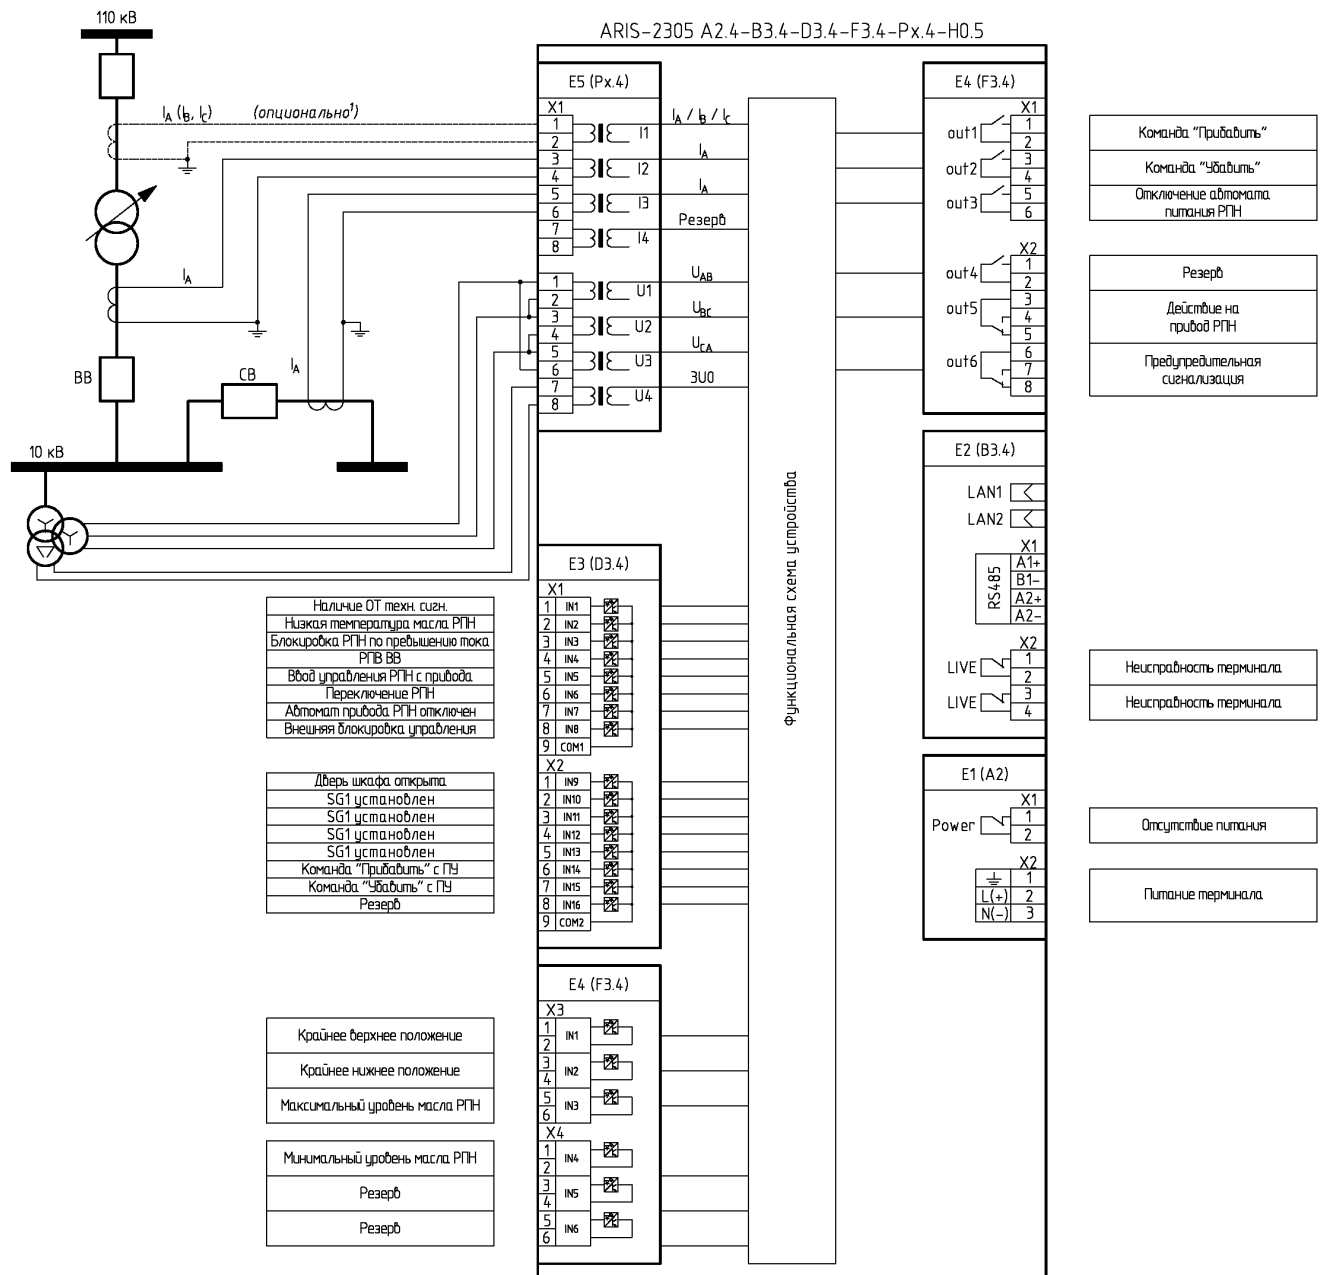 110 кВ
ARIS-2305 A2.4-B3.4-D3.4-F3.4-Px.4-H0.5
I_A (I_B, I_C)
(опционально¹)
I_A
ВВ
СВ
I_A
10 кВ
E5 (Px.4)
X1
1
2
3
4
5
6
7
8
I1
I2
I3
I4
1
2
3
4
5
6
7
8
U1
U2
U3
U4
I_A / I_B / I_C
I_A
I_A
Резерв
U_AB
U_BC
U_CA
3U0
Функциональная схема устройства
E3 (D3.4)
X1
Наличие ОТ техн. сигн. 1 IN1
Низкая температура масла РПН 2 IN2
Блокировка РПН по превышению тока 3 IN3
РПВ ВВ 4 IN4
Ввод управления РПН с привода 5 IN5
Переключение РПН 6 IN6
Автомат привода РПН отключен 7 IN7
Внешняя блокировка управления 8 IN8
9 COM1
X2
Дверь шкафа открыта 1 IN9
SG1 установлен 2 IN10
SG1 установлен 3 IN11
SG1 установлен 4 IN12
SG1 установлен 5 IN13
Команда "Прибавить" с ПУ 6 IN14
Команда "Убавить" с ПУ 7 IN15
Резерв 8 IN16
9 COM2
E4 (F3.4)
X3
Крайнее верхнее положение 1 2 IN1
Крайнее нижнее положение 3 4 IN2
Максимальный уровень масла РПН 5 6 IN3
X4
Минимальный уровень масла РПН 1 2 IN4
Резерв 3 4 IN5
Резерв 5 6 IN6
E4 (F3.4)
X1
out1 1 2 Команда "Прибавить"
out2 3 4 Команда "Убавить"
out3 5 6 Отключение автомата
питания РПН
X2
out4 1 2 Резерв
out5 3 4 5 Действие на
привод РПН
out6 6 7 8 Предупредительная
сигнализация
E2 (B3.4)
LAN1
LAN2
X1
RS485
A1+
B1-
A2+
A2-
X2
LIVE 1 2 Неисправность терминала
LIVE 3 4 Неисправность терминала
E1 (A2)
X1
Power 1 2 Отсутствие питания
X2
1
L(+) 2 Питание терминала
N(-) 3